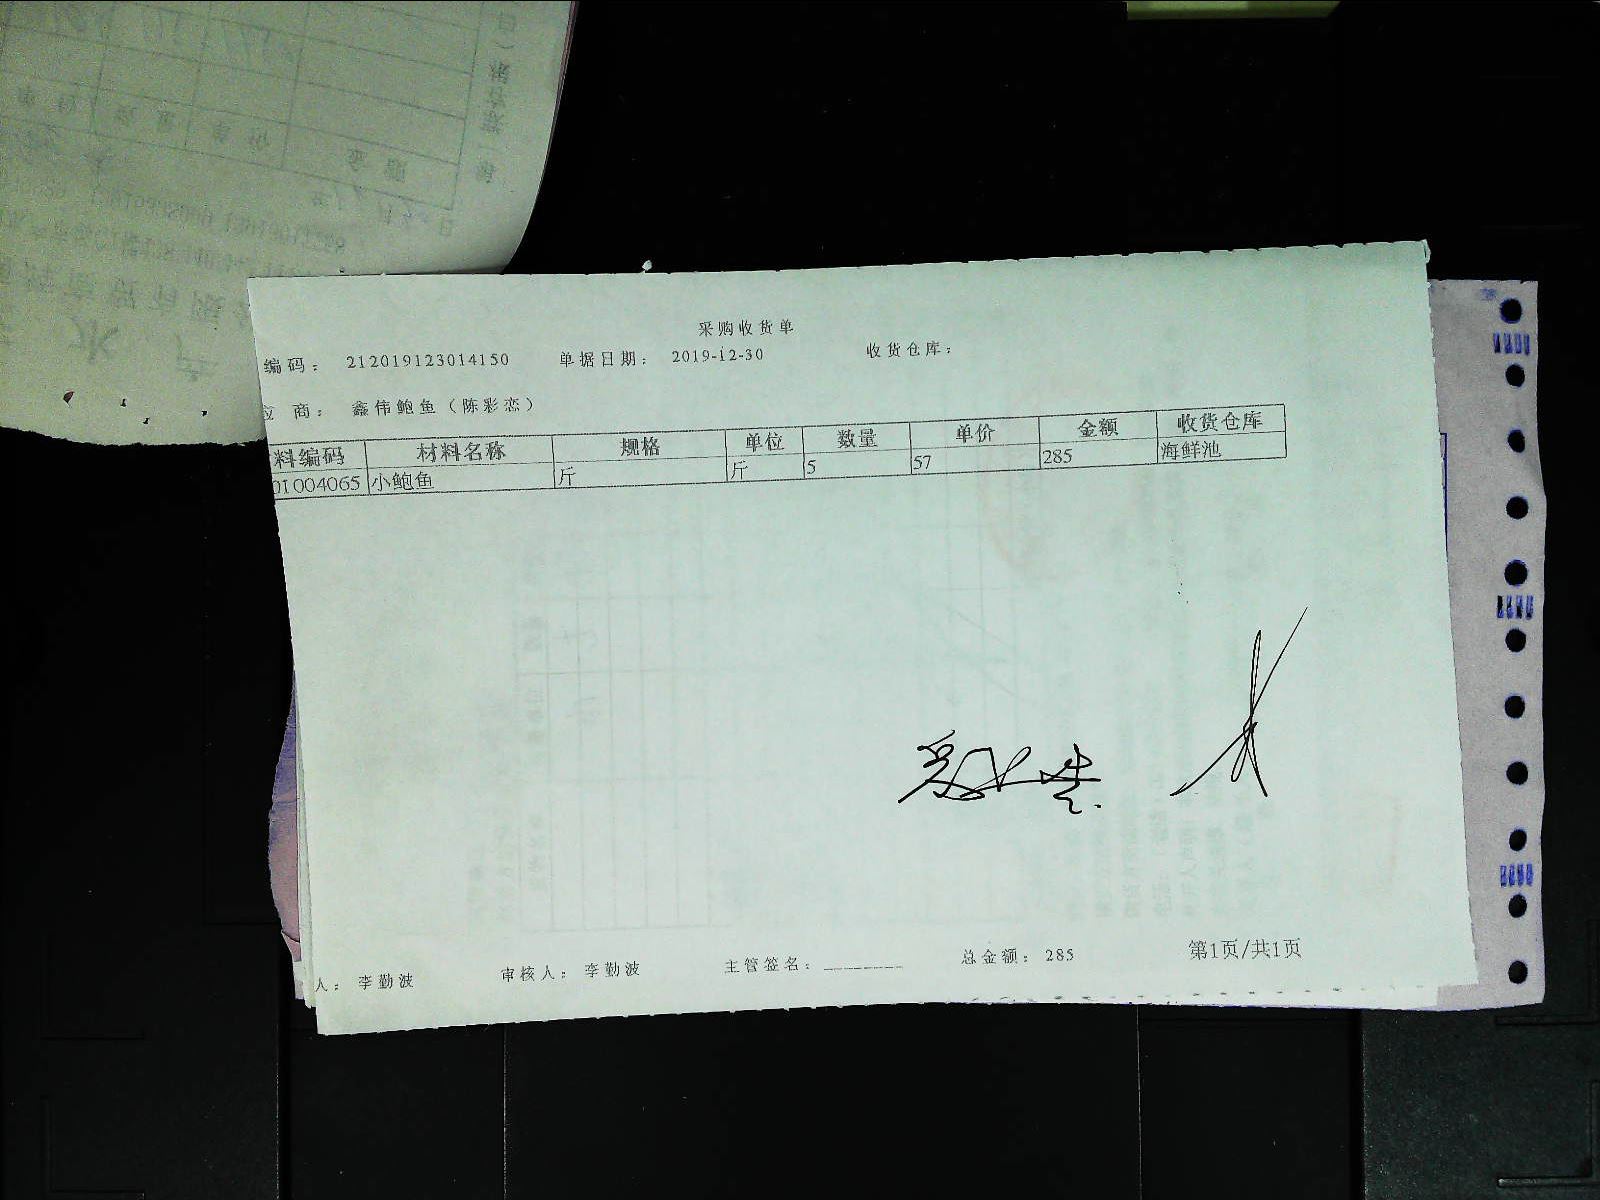 采购收货单
编码： 212019123014150 单据日期： 2019-12-30 收货仓库：
应 商： 鑫伟鲍鱼（陈彩恋）
料编码 材料名称 规格 单位 数量 单价 金额 收货仓库
01004065 小鲍鱼 斤 斤 5 57 285 海鲜池
人： 李勤波 审核人： 李勤波 主管签名：________ 总金额： 285 第1页/共1页